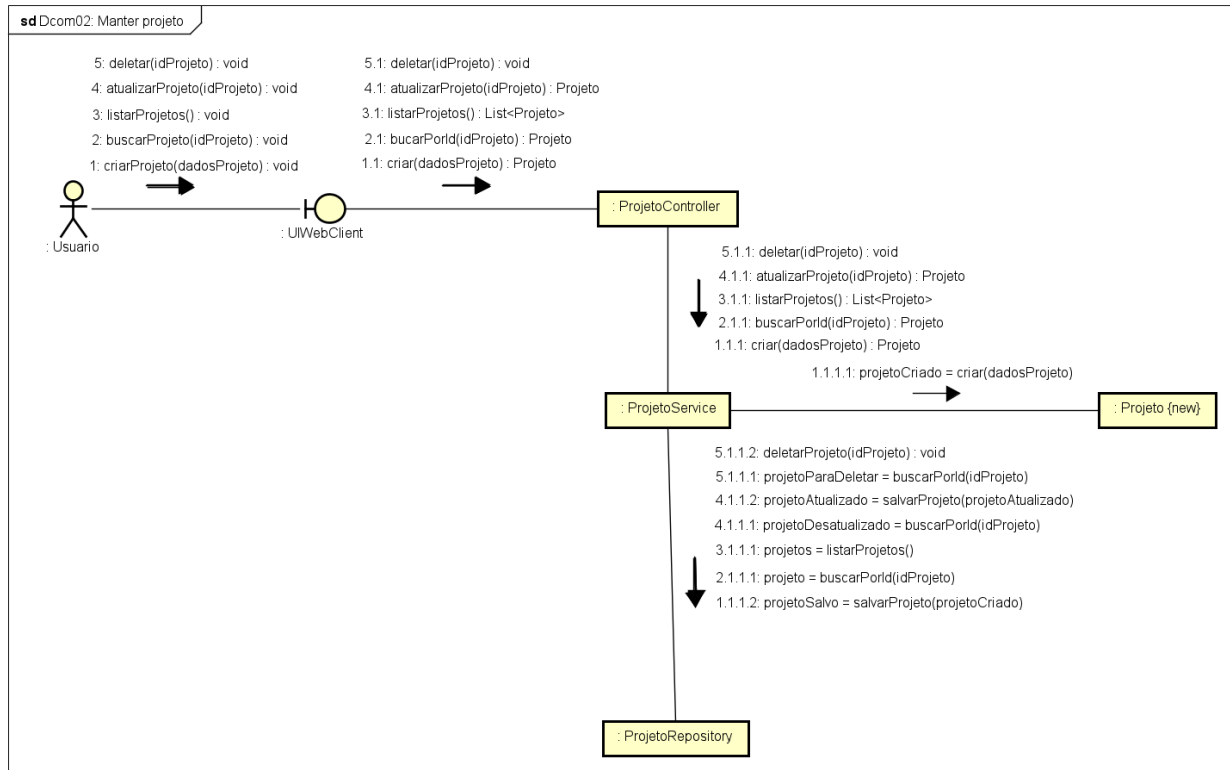 sd Dcom02: Manter projeto
5: deletar(idProjeto) : void
4: atualizarProjeto(idProjeto) : void
3: listarProjetos() : void
2: buscarProjeto(idProjeto) : void
1: criarProjeto(dadosProjeto) : void
5.1: deletar(idProjeto) : void
4.1: atualizarProjeto(idProjeto) : Projeto
3.1: listarProjetos() : List<Projeto>
2.1: bucarPorId(idProjeto) : Projeto
1.1: criar(dadosProjeto) : Projeto
: Usuario
: UIWebClient
: ProjetoController
5.1.1: deletar(idProjeto) : void
4.1.1: atualizarProjeto(idProjeto) : Projeto
3.1.1: listarProjetos() : List<Projeto>
2.1.1: buscarPorId(idProjeto) : Projeto
1.1.1: criar(dadosProjeto) : Projeto
1.1.1.1: projetoCriado = criar(dadosProjeto)
: ProjetoService
: Projeto {new}
5.1.1.2: deletarProjeto(idProjeto) : void
5.1.1.1: projetoParaDeletar = buscarPorId(idProjeto)
4.1.1.2: projetoAtualizado = salvarProjeto(projetoAtualizado)
4.1.1.1: projetoDesatualizado = buscarPorId(idProjeto)
3.1.1.1: projetos = listarProjetos()
2.1.1.1: projeto = buscarPorId(idProjeto)
1.1.1.2: projetoSalvo = salvarProjeto(projetoCriado)
: ProjetoRepository